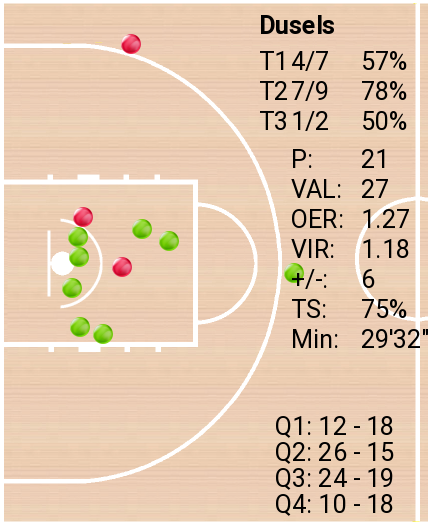 Dusels
T1 4/7 57%
T2 7/9 78%
T3 1/2 50%
P: 21
VAL: 27
OER: 1.27
VIR: 1.18
+/-: 6
TS: 75%
Min: 29'32"
Q1: 12 - 18
Q2: 26 - 15
Q3: 24 - 19
Q4: 10 - 18